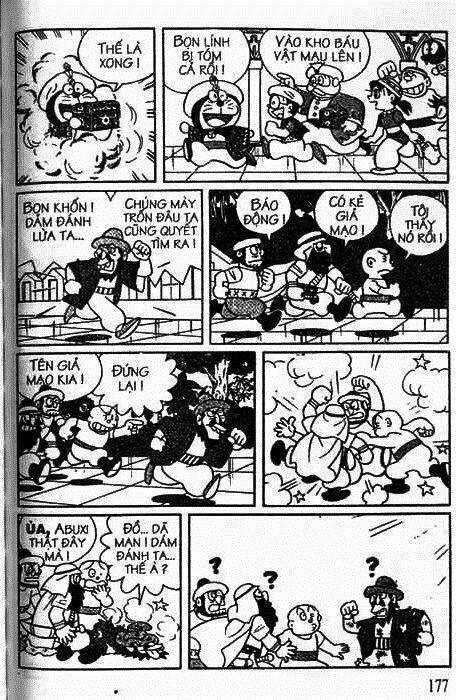 THẾ LÀ
XONG !
BỌN LÍNH
BỊ TÓM
CẢ RỒI !
VÀO KHO BÁU
VẬT MAU LÊN !
BỌN KHỐN !
DÁM ĐÁNH
LỪA TA...
CHÚNG MÀY
TRỐN ĐÂU TA
CŨNG QUYẾT
TÌM RA !
BÁO
ĐỘNG !
CÓ KẺ
GIẢ
MẠO !
TÔI
THẤY
NÓ RỒI !
TÊN GIẢ
MẠO KIA !
ĐỨNG
LẠI !
ỦA, ABUXI
THẬT ĐÂY
MÀ !
ĐỒ... DÃ
MAN ! DÁM
ĐÁNH TA...
THẾ À ?
?
?
?
177